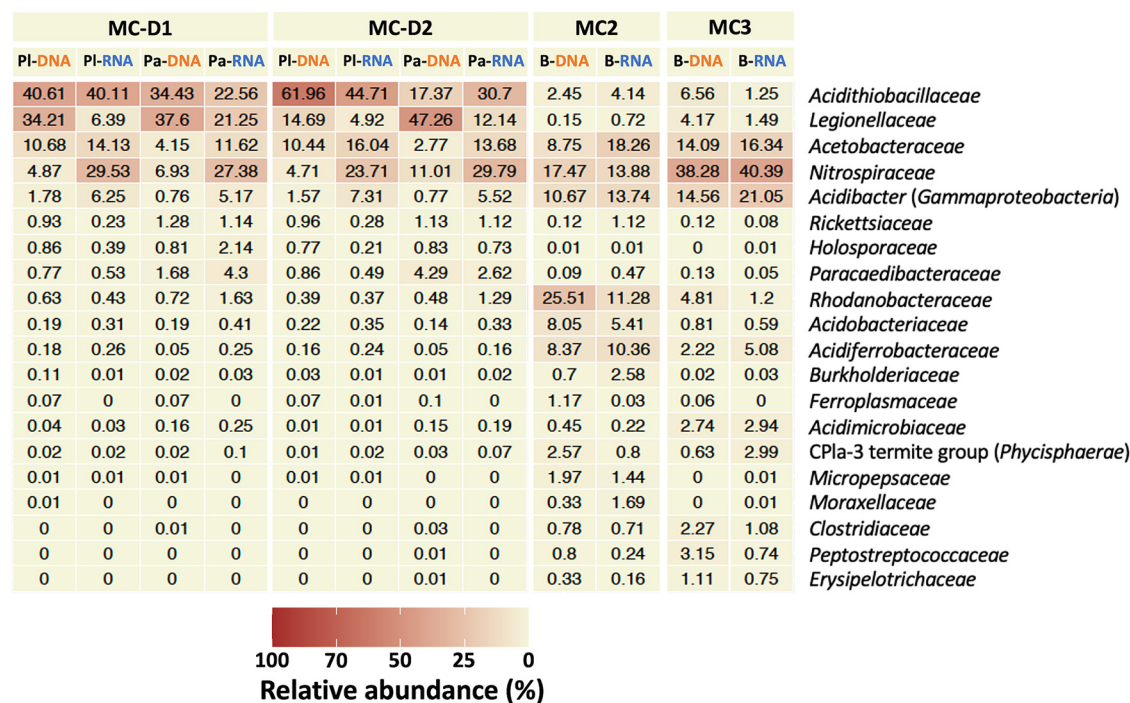 MC-D1 MC-D2 MC2 MC3
Pl-DNA Pl-RNA Pa-DNA Pa-RNA Pl-DNA Pl-RNA Pa-DNA Pa-RNA B-DNA B-RNA B-DNA B-RNA
40.61 40.11 34.43 22.56 61.96 44.71 17.37 30.7 2.45 4.14 6.56 1.25 Acidithiobacillaceae
34.21 6.39 37.6 21.25 14.69 4.92 47.26 12.14 0.15 0.72 4.17 1.49 Legionellaceae
10.68 14.13 4.15 11.62 10.44 16.04 2.77 13.68 8.75 18.26 14.09 16.34 Acetobacteraceae
4.87 29.53 6.93 27.38 4.71 23.71 11.01 29.79 17.47 13.88 38.28 40.39 Nitrospiraceae
1.78 6.25 0.76 5.17 1.57 7.31 0.77 5.52 10.67 13.74 14.56 21.05 Acidibacter (Gammaproteobacteria)
0.93 0.23 1.28 1.14 0.96 0.28 1.13 1.12 0.12 1.12 0.12 0.08 Rickettsiaceae
0.86 0.39 0.81 2.14 0.77 0.21 0.83 0.73 0.01 0.01 0 0.01 Holosporaceae
0.77 0.53 1.68 4.3 0.86 0.49 4.29 2.62 0.09 0.47 0.13 0.05 Paracaedibacteraceae
0.63 0.43 0.72 1.63 0.39 0.37 0.48 1.29 25.51 11.28 4.81 1.2 Rhodanobacteraceae
0.19 0.31 0.19 0.41 0.22 0.35 0.14 0.33 8.05 5.41 0.81 0.59 Acidobacteriaceae
0.18 0.26 0.05 0.25 0.16 0.24 0.05 0.16 8.37 10.36 2.22 5.08 Acidiferrobacteraceae
0.11 0.01 0.02 0.03 0.03 0.01 0.01 0.02 0.7 2.58 0.02 0.03 Burkholderiaceae
0.07 0 0.07 0 0.07 0.01 0.1 0 1.17 0.03 0.06 0 Ferroplasmaceae
0.04 0.03 0.16 0.25 0.01 0.01 0.15 0.19 0.45 0.22 2.74 2.94 Acidimicrobiaceae
0.02 0.02 0.02 0.1 0.01 0.02 0.03 0.07 2.57 0.8 0.63 2.99 CPla-3 termite group (Phycisphaerae)
0.01 0.01 0.01 0 0.01 0.01 0 0 1.97 1.44 0 0.01 Micropepsaceae
0.01 0 0 0 0 0 0 0 0.33 1.69 0 0.01 Moraxellaceae
0 0 0.01 0 0 0 0.03 0 0.78 0.71 2.27 1.08 Clostridiaceae
0 0 0 0 0 0 0.01 0 0.8 0.24 3.15 0.74 Peptostreptococcaceae
0 0 0 0 0 0 0.01 0 0.33 0.16 1.11 0.75 Erysipelotrichaceae
100 70 50 25 0
Relative abundance (%)